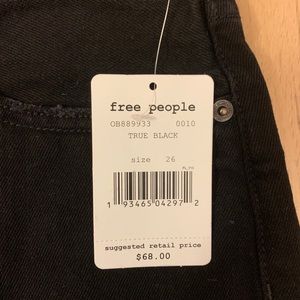 free people
OB889933 0010
TRUE BLACK
size 26
1 93465 04297 2
suggested retail price
$68.00